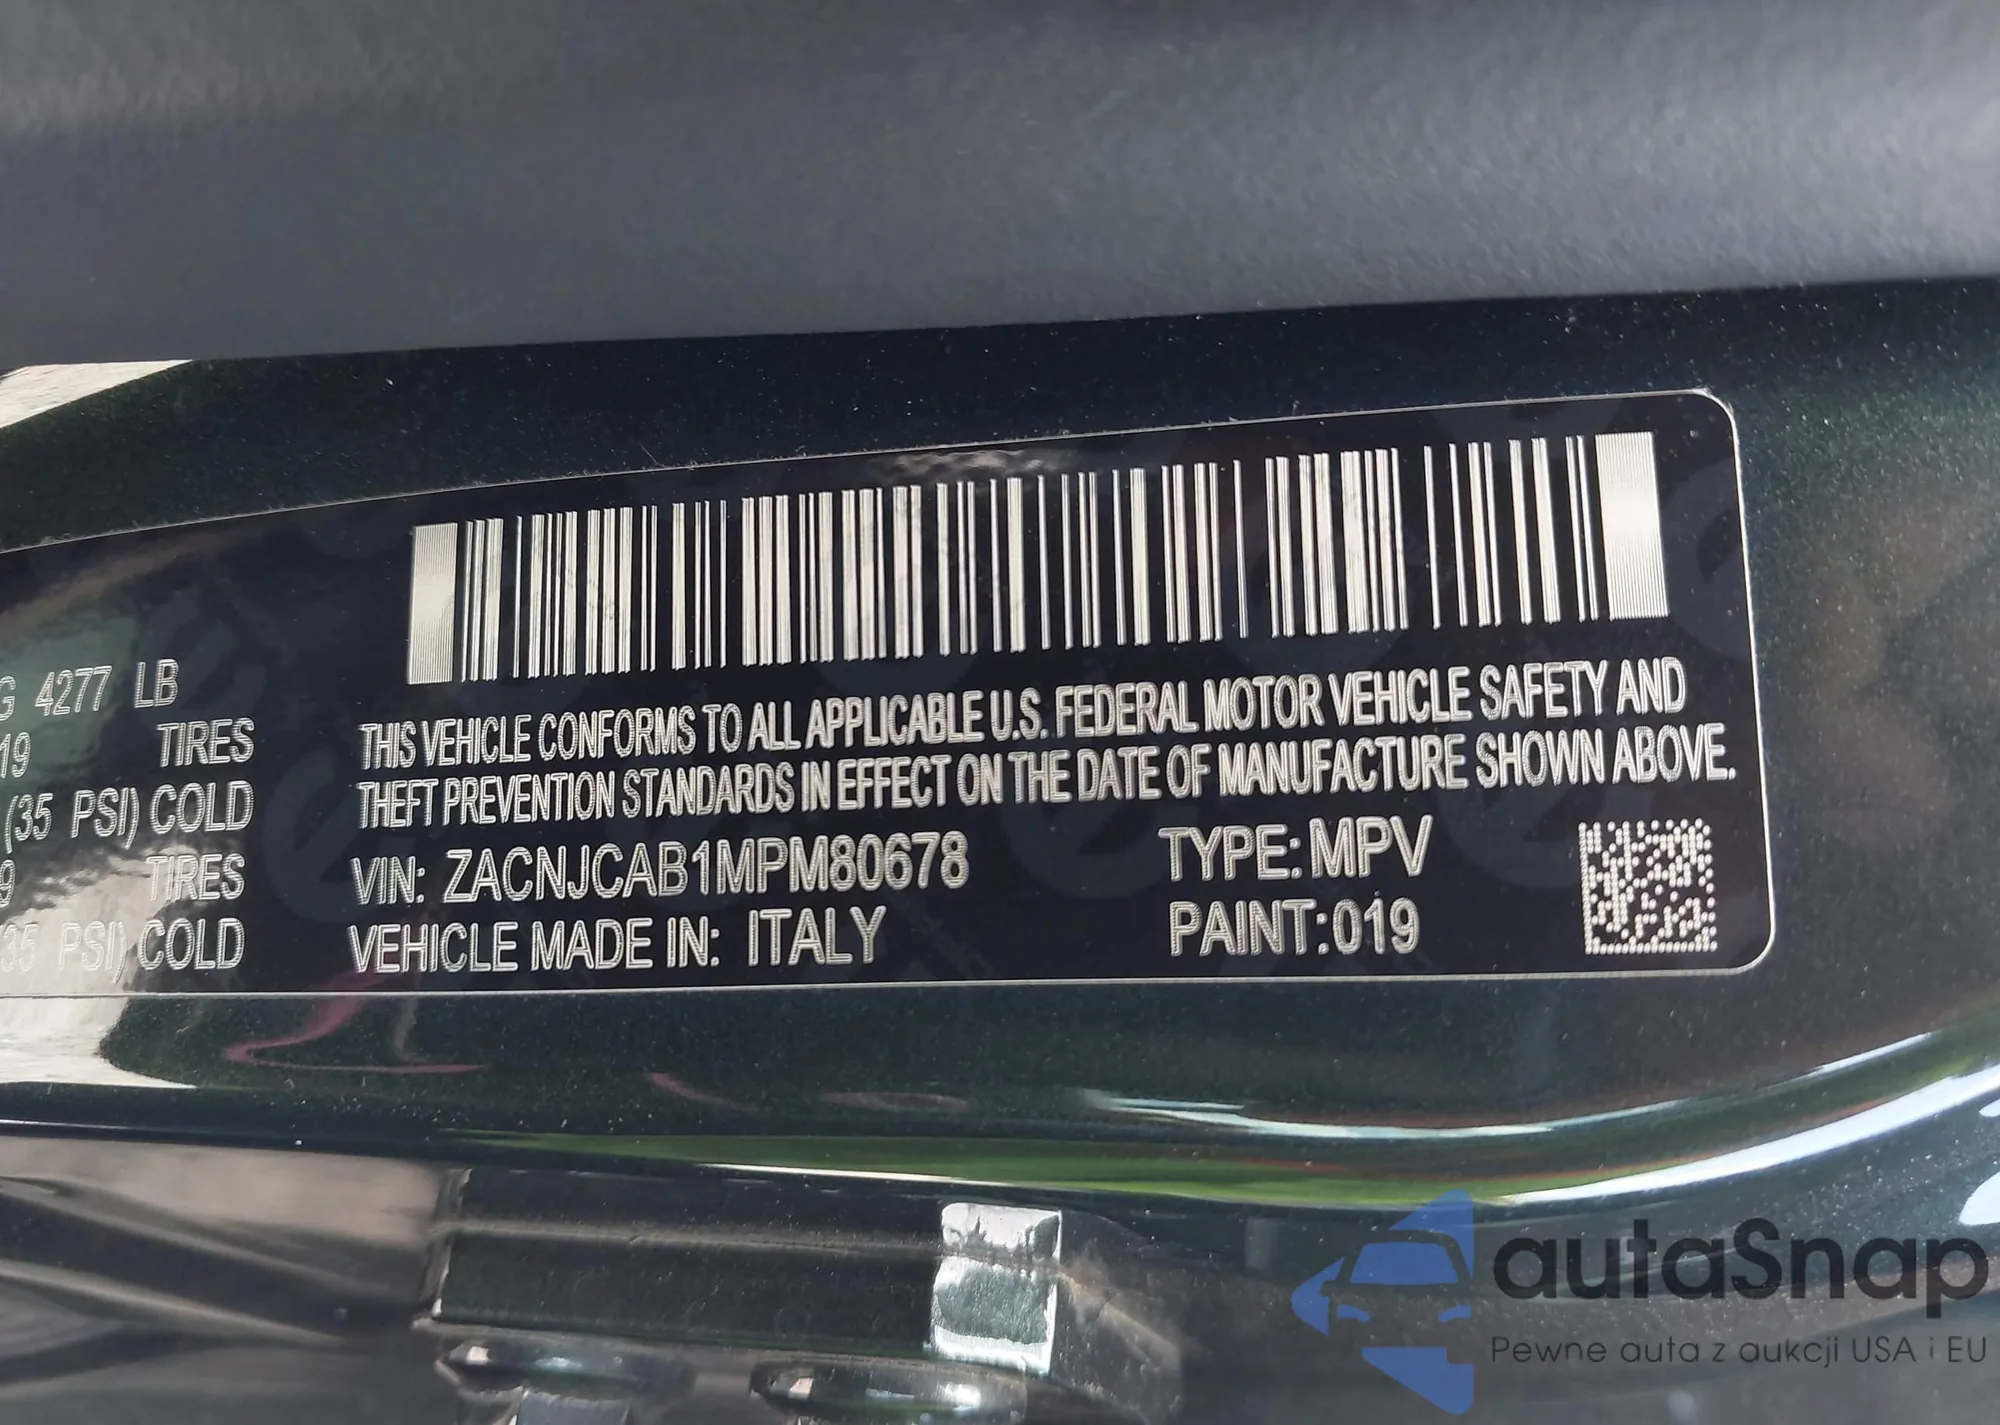 G 4277 LB
19 TIRES
(35 PSI) COLD
9 TIRES
35 PSI) COLD
THIS VEHICLE CONFORMS TO ALL APPLICABLE U.S. FEDERAL MOTOR VEHICLE SAFETY AND
THEFT PREVENTION STANDARDS IN EFFECT ON THE DATE OF MANUFACTURE SHOWN ABOVE.
VIN: ZACNJCAB1MPM80678
TYPE: MPV
VEHICLE MADE IN: ITALY
PAINT:019
autaSnap
Pewne auta z aukcji USA i EU